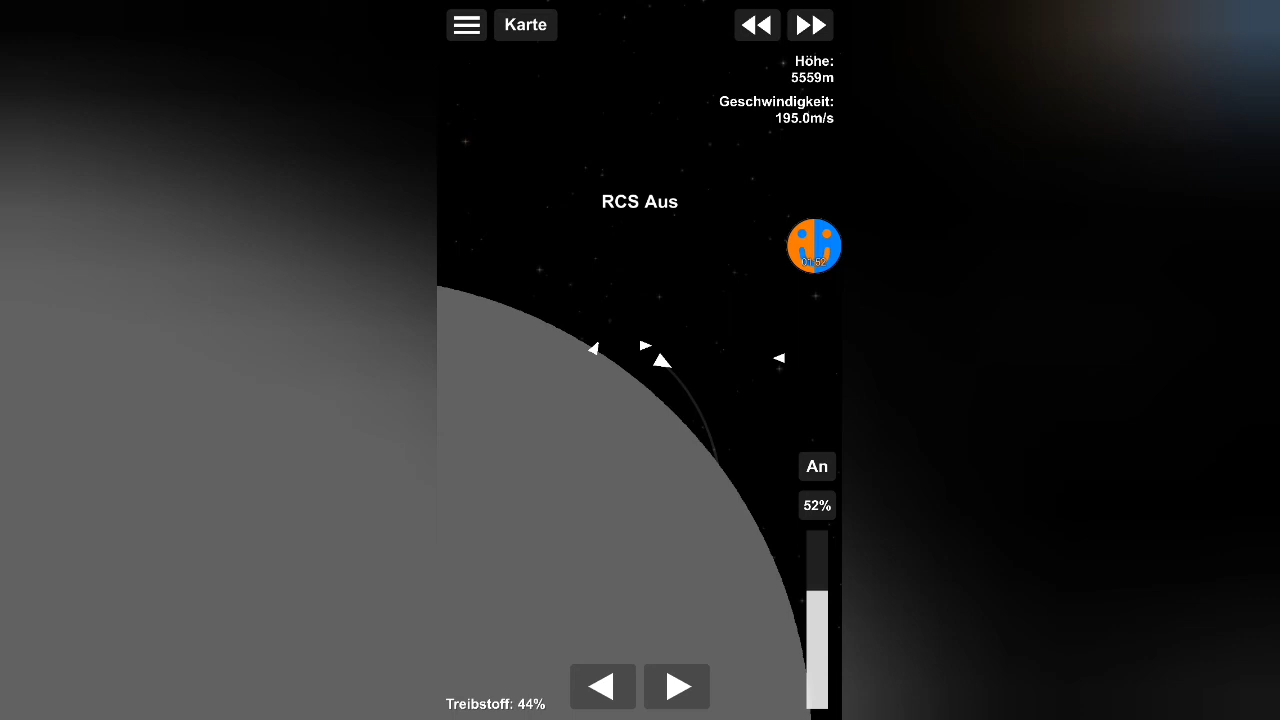 Karte
Höhe:
5559m
Geschwindigkeit:
195.0m/s
RCS Aus
01:52
An
52%
Treibstoff: 44%